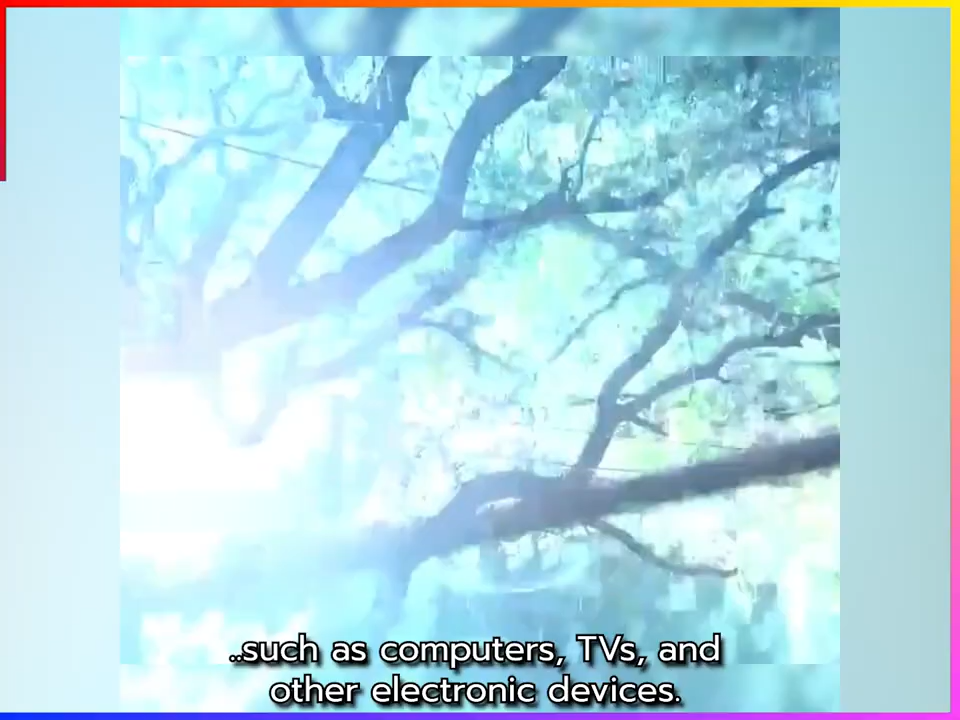 ..such as computers, TVs, and
other electronic devices.